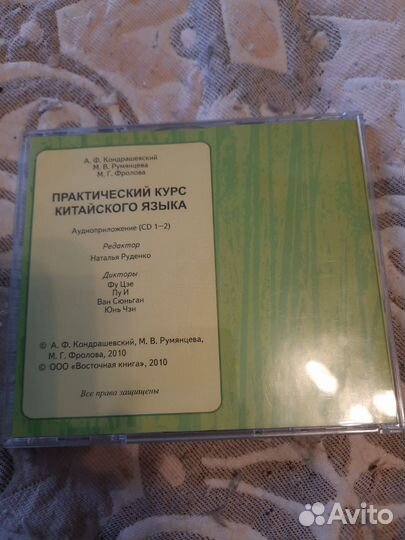 А. Ф. Кондрашевский
М. В. Румянцева
М. Г. Фролова
ПРАКТИЧЕСКИЙ КУРС
КИТАЙСКОГО ЯЗЫКА
Аудиоприложение (CD 1—2)
Редактор
Наталья Руденко
Дикторы
Фу Цзе
Пу И
Ван Сюньган
Юнь Чэн
© А. Ф. Кондрашевский, М. В. Румянцева,
М. Г. Фролова, 2010
© ООО «Восточная книга», 2010
Все права защищены
Avito